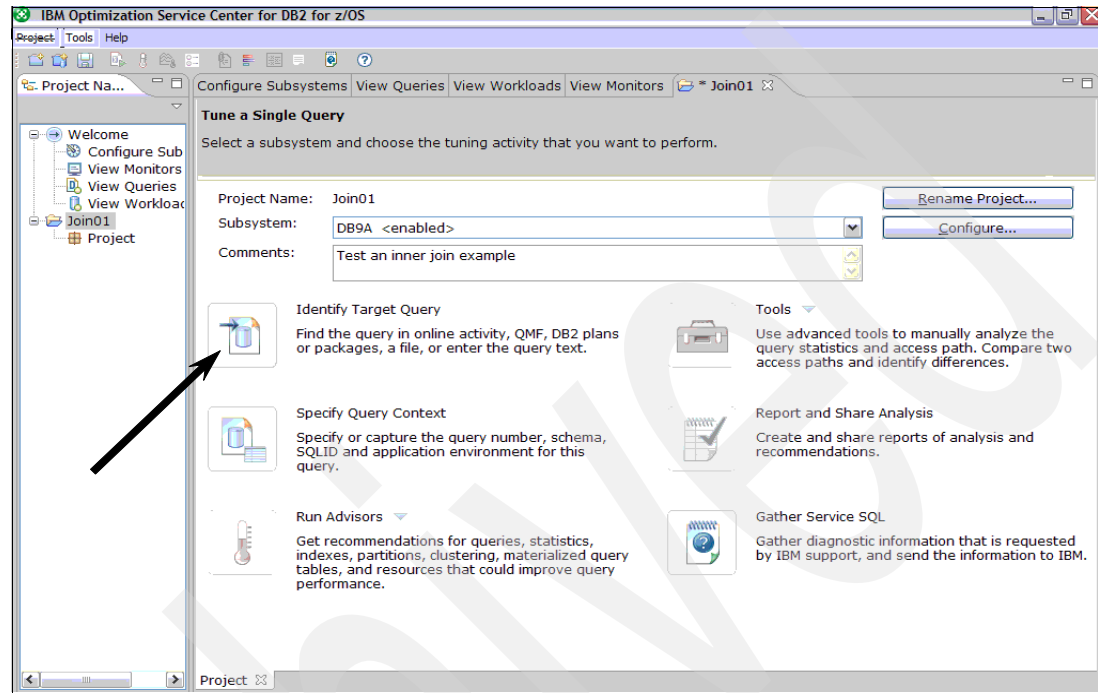 IBM Optimization Service Center for DB2 for z/OS
Project Tools Help
Project Na...
Configure Subsystems View Queries View Workloads View Monitors * Join01
Welcome
Configure Sub
View Monitors
View Queries
View Workload
Join01
Project
Tune a Single Query
Select a subsystem and choose the tuning activity that you want to perform.
Project Name: Join01
Rename Project...
Subsystem: DB9A <enabled>
Configure...
Comments: Test an inner join example
Identify Target Query
Find the query in online activity, QMF, DB2 plans
or packages, a file, or enter the query text.
Tools
Use advanced tools to manually analyze the
query statistics and access path. Compare two
access paths and identify differences.
Specify Query Context
Specify or capture the query number, schema,
SQLID and application environment for this
query.
Report and Share Analysis
Create and share reports of analysis and
recommendations.
Run Advisors
Get recommendations for queries, statistics,
indexes, partitions, clustering, materialized query
tables, and resources that could improve query
performance.
Gather Service SQL
Gather diagnostic information that is requested
by IBM support, and send the information to IBM.
Project